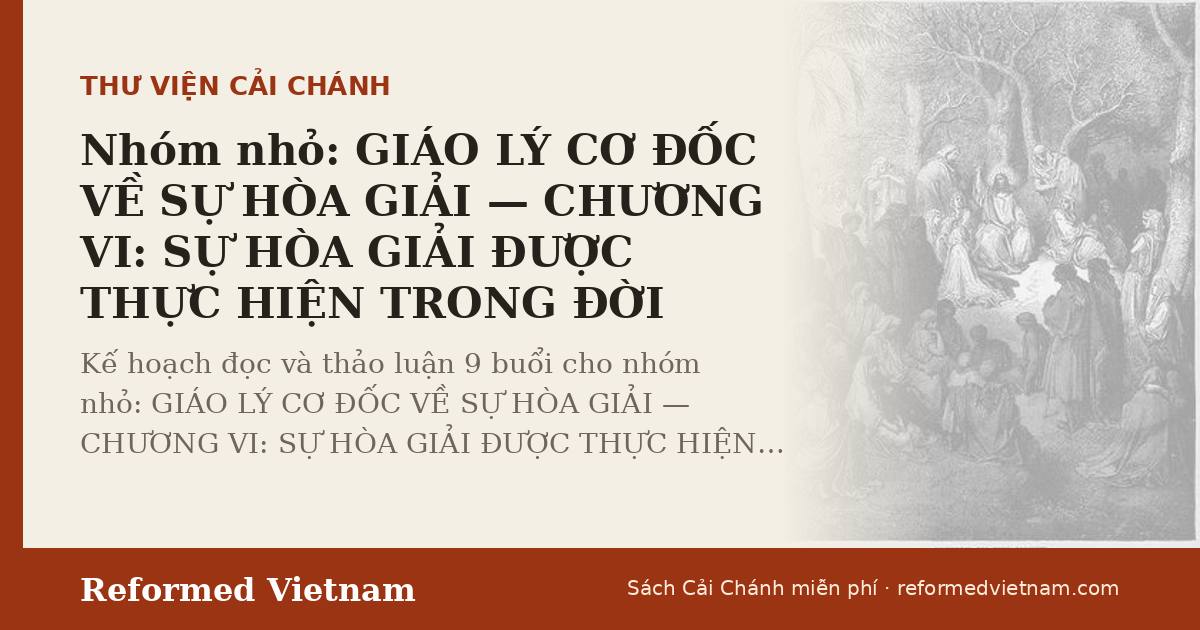 THƯ VIỆN CẢI CHÁNH
Nhóm nhỏ: GIÁO LÝ CƠ ĐỐC
VỀ SỰ HÒA GIẢI — CHƯƠNG
VI: SỰ HÒA GIẢI ĐƯỢC
THỰC HIỆN TRONG ĐỜI
Kế hoạch đọc và thảo luận 9 buổi cho nhóm
nhỏ: GIÁO LÝ CƠ ĐỐC VỀ SỰ HÒA GIẢI —
CHƯƠNG VI: SỰ HÒA GIẢI ĐƯỢC THỰC HIỆN...
Reformed Vietnam
Sách Cải Chánh miễn phí · reformedvietnam.com